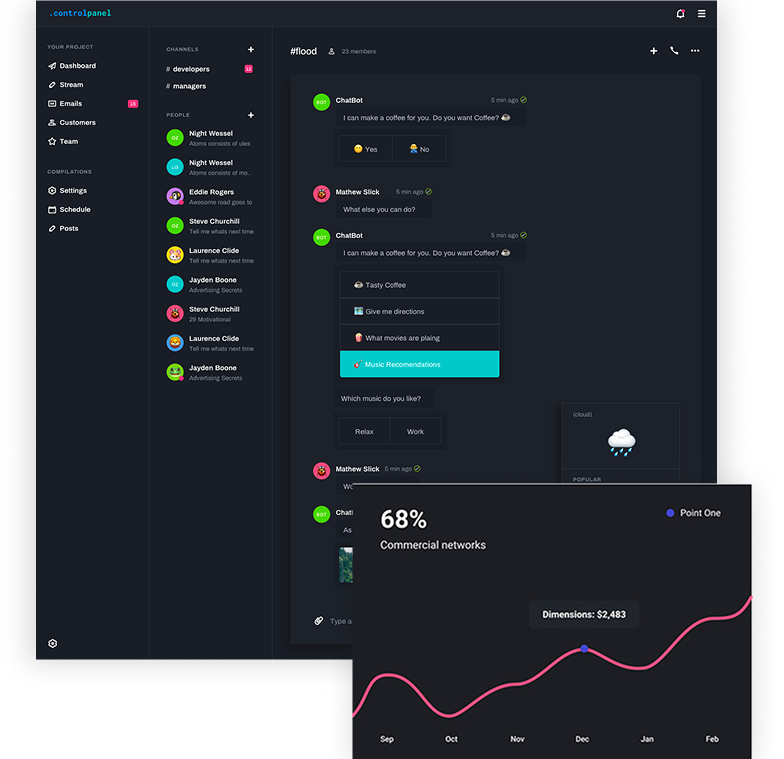 .controlpanel
YOUR PROJECT
Dashboard
Stream
Emails 15
Customers
Team
COMPILATIONS
Settings
Schedule
Posts
CHANNELS
# developers 12
# managers
PEOPLE
OZ
Night Wessel
Atoms consists of ules
LG
Night Wessel
Atoms consists of mo..
Eddie Rogers
Awesome road goes to
OZ
Steve Churchill
Tell me whats next time
Laurence Clide
Tell me whats next time
OZ
Jayden Boone
Advertising Secrets
Steve Churchill
29 Motivational
Laurence Clide
Tell me whats next time
Jayden Boone
Advertising Secrets
#flood 23 members
BOT
ChatBot 5 min ago
I can make a coffee for you. Do you want Coffee?
Yes No
Mathew Slick 5 min ago
What else you can do?
BOT
ChatBot 5 min ago
I can make a coffee for you. Do you want Coffee?
Tasty Coffee
Give me directions
What movies are plaing
Music Recomendations
Which music do you like?
Relax Work
Mathew Slick 5 min ago
BOT
As
Type a
(cloud)
POPULAR
68%
Commercial networks
Point One
Dimensions: $2,483
Sep Oct Nov Dec Jan Feb